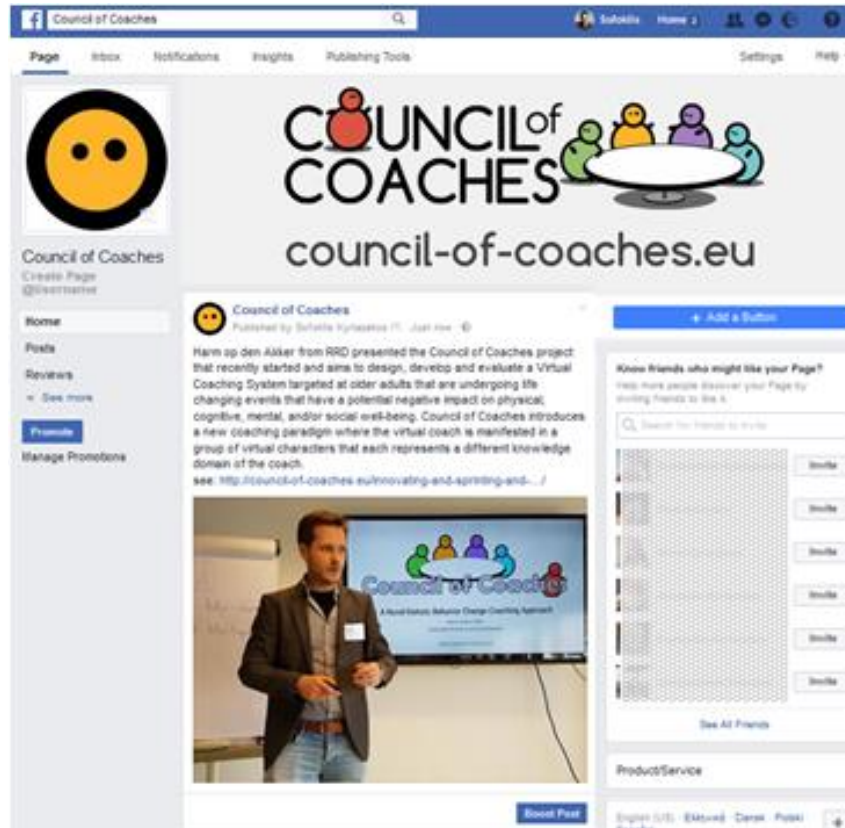 Council of Coaches
Sofoklis Home 2
Page Inbox Notifications Insights Publishing Tools Settings Help
COUNCIL of
COACHES
council-of-coaches.eu
Council of Coaches
Create Page
@Username
Home
Posts
Reviews
See more
Promote
Manage Promotions
Council of Coaches
Published by Sofoklis Just now
Harm op den Akker from RRD presented the Council of Coaches project
that recently started and aims to design, develop and evaluate a Virtual
Coaching System targeted at older adults that are undergoing life
changing events that have a potential negative impact on physical,
cognitive, mental, and/or social well-being. Council of Coaches introduces
a new coaching paradigm where the virtual coach is manifested in a
group of virtual characters that each represents a different knowledge
domain of the coach.
see: http://council-of-coaches.eu/innovating-and-sprinting-and-.../
Council of Coaches
A Novel Holistic Behavior Change Coaching Approach
Boost Post
+ Add a Button
Know friends who might like your Page?
Help more people discover your Page by
inviting friends to like it.
Search for friends to invite
Invite
Invite
Invite
Invite
Invite
Invite
See All Friends
Product/Service
English (US) · Ελληνικά · Dansk · Polski